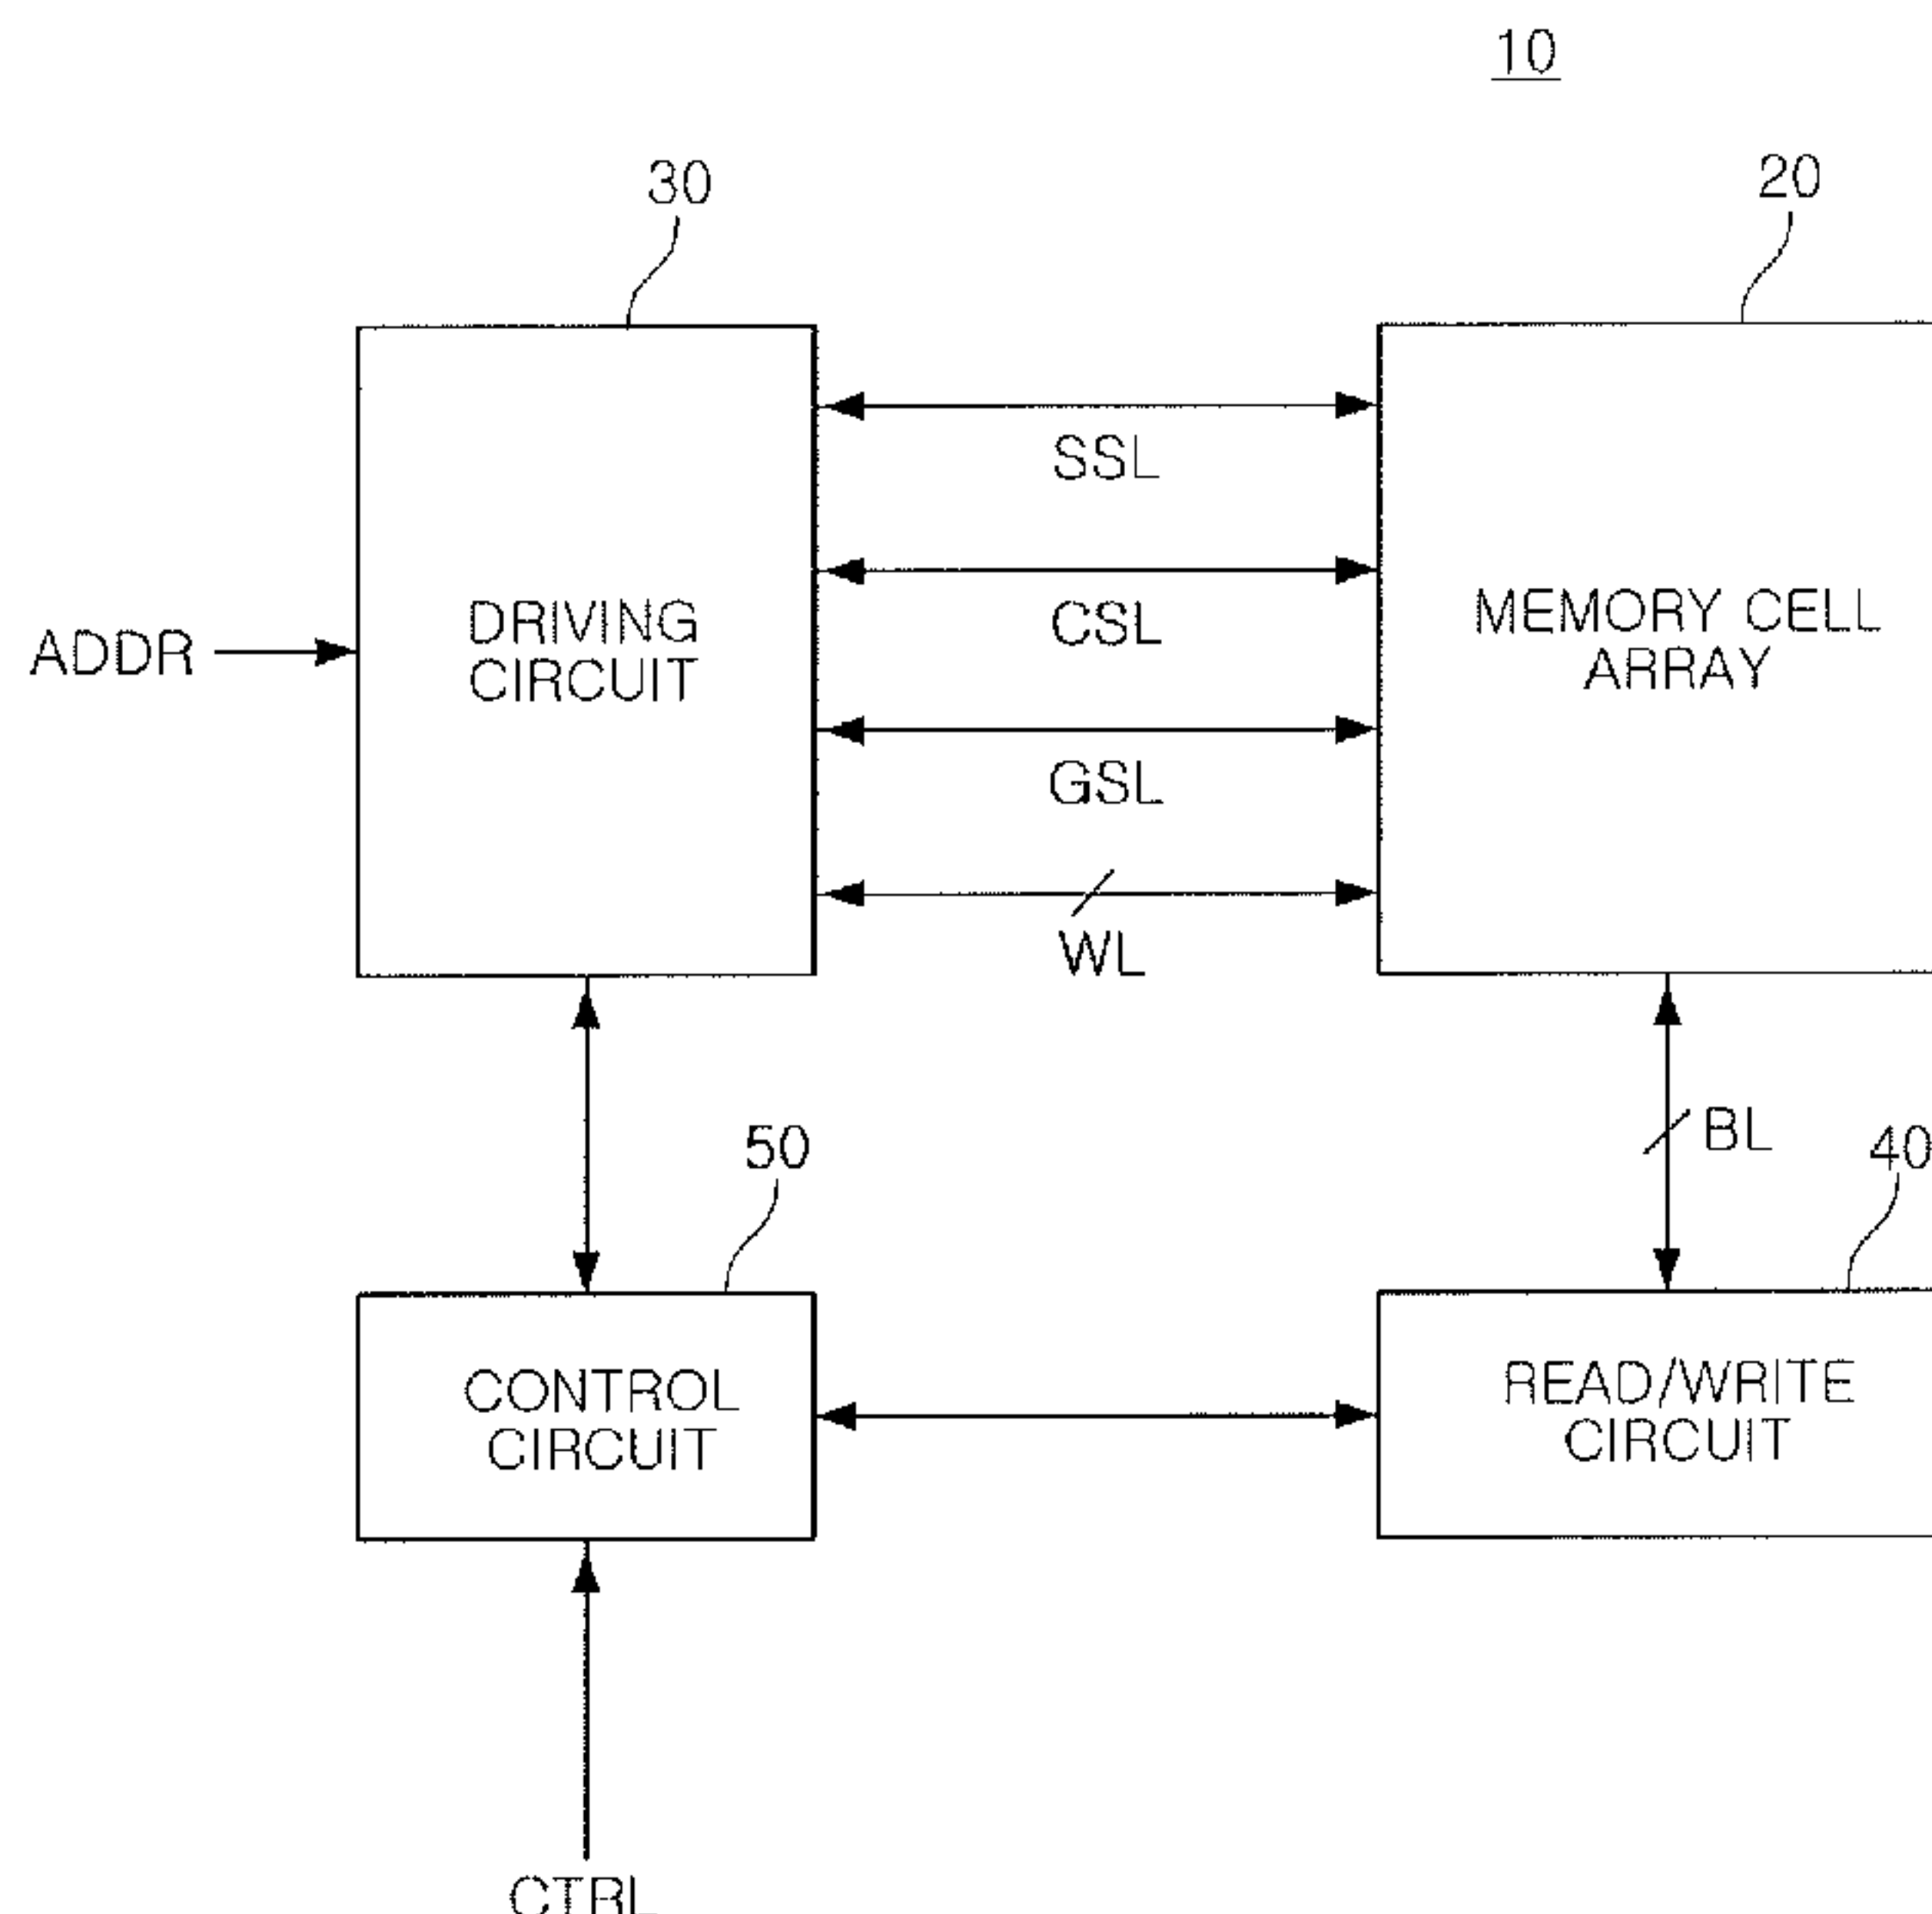 10
30
20
SSL
CSL
GSL
WL
ADDR
DRIVING
CIRCUIT
MEMORY CELL
ARRAY
BL
50
40
CONTROL
CIRCUIT
READ/WRITE
CIRCUIT
CTRL